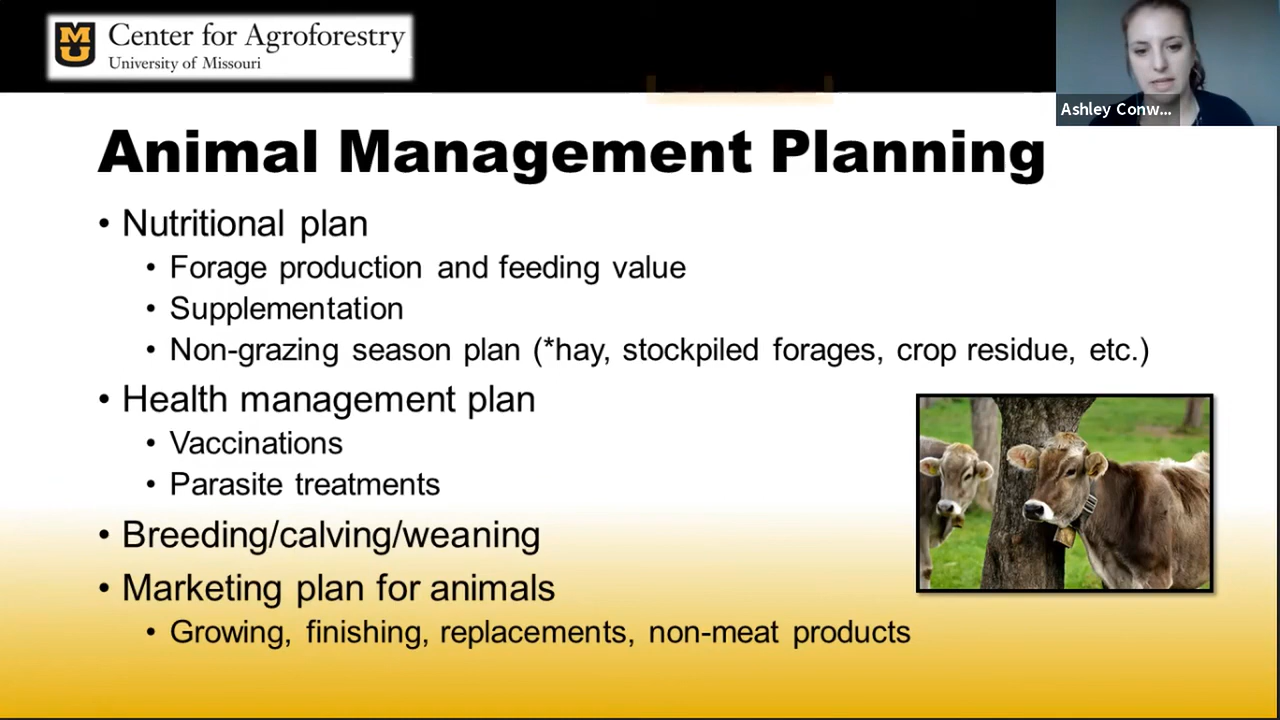 MU
Center for Agroforestry
University of Missouri
Ashley Conw...
Animal Management Planning
• Nutritional plan
• Forage production and feeding value
• Supplementation
• Non-grazing season plan (*hay, stockpiled forages, crop residue, etc.)
• Health management plan
• Vaccinations
• Parasite treatments
• Breeding/calving/weaning
• Marketing plan for animals
• Growing, finishing, replacements, non-meat products